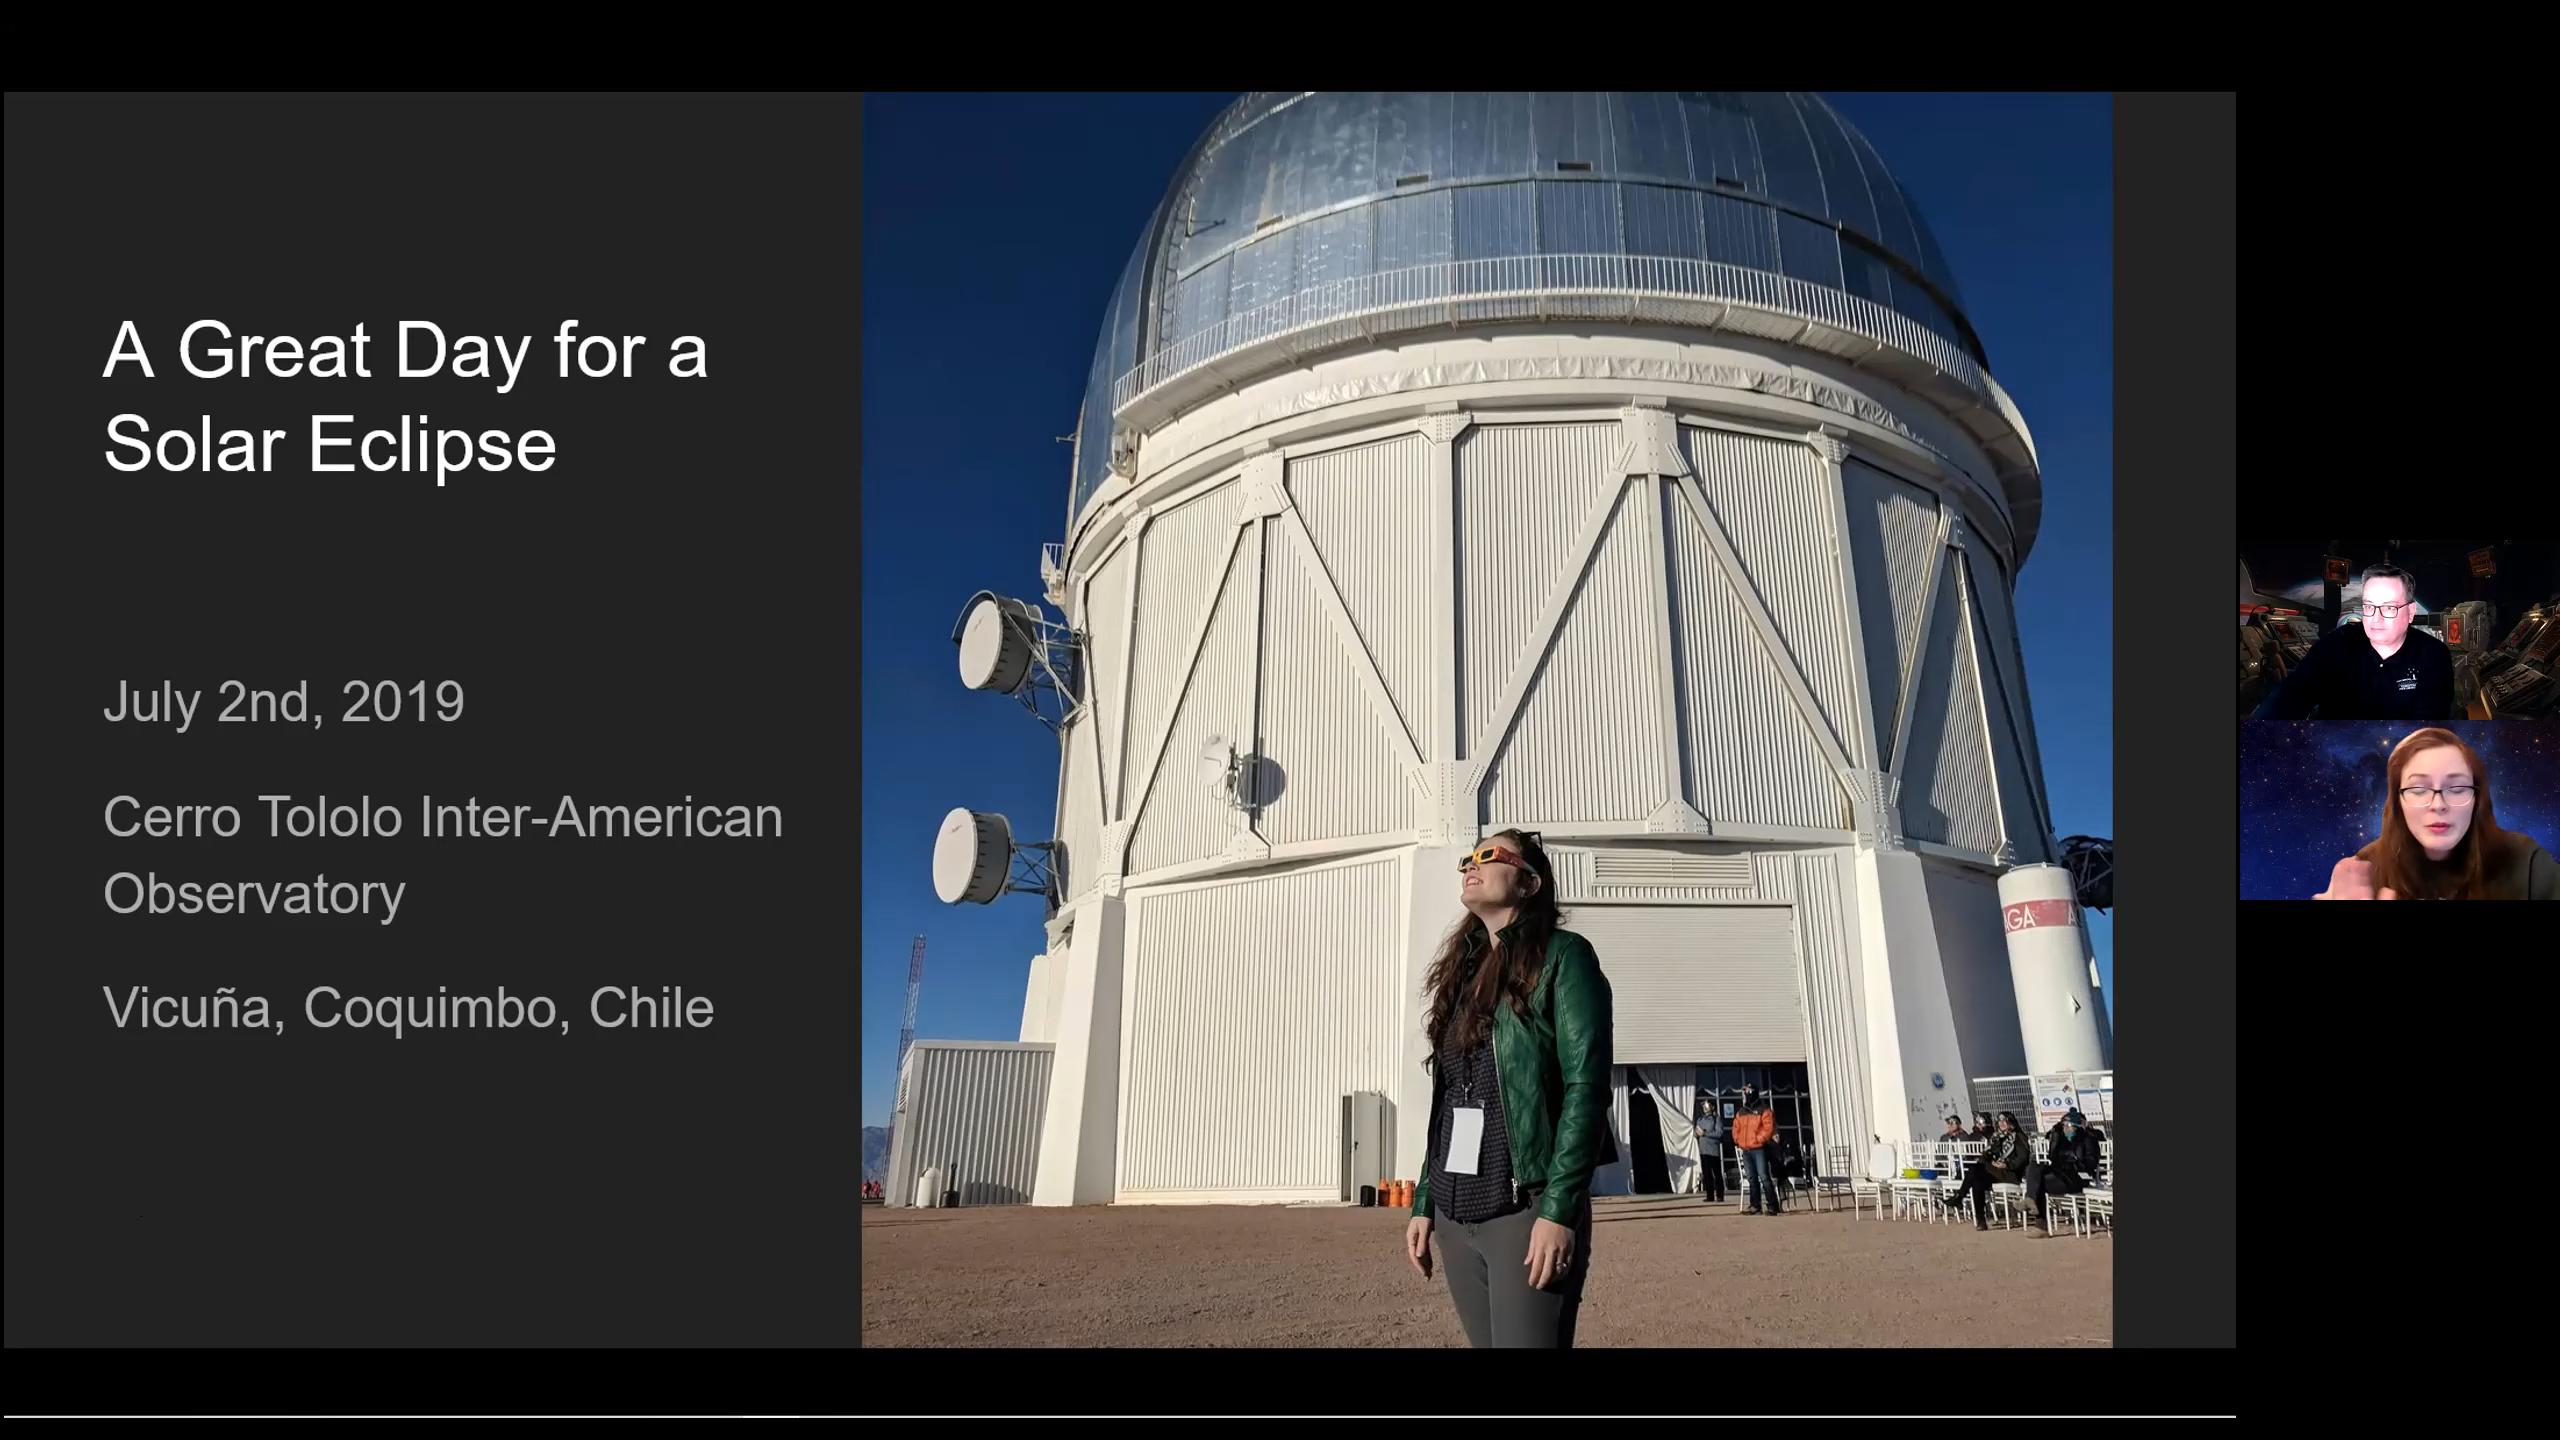 A Great Day for a
Solar Eclipse
July 2nd, 2019
Cerro Tololo Inter-American
Observatory
Vicuña, Coquimbo, Chile